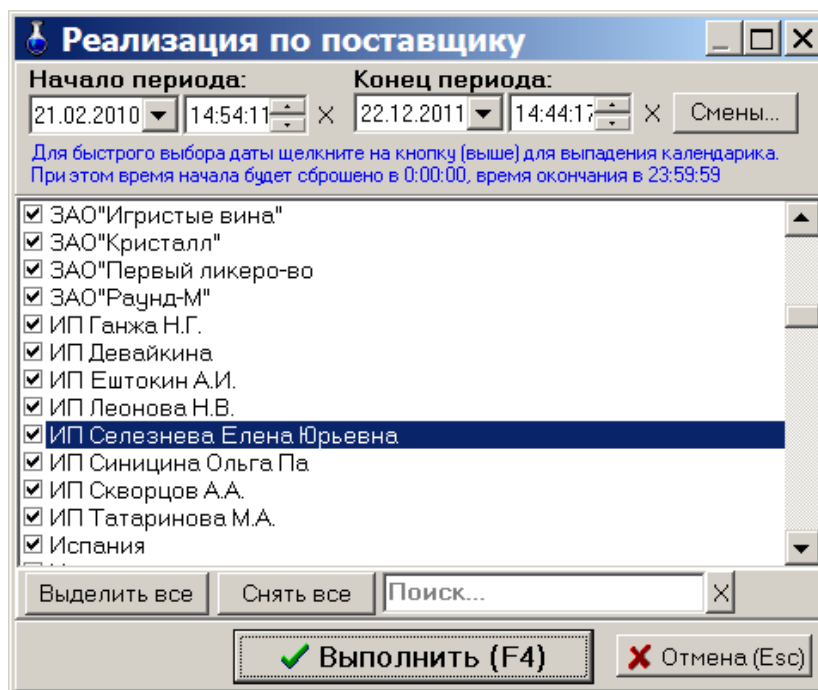 Реализация по поставщику
Начало периода: Конец периода:
21.02.2010 14:54:11 X 22.12.2011 14:44:17 X Смены...
Для быстрого выбора даты щелкните на кнопку (выше) для выпадения календарика.
При этом время начала будет сброшено в 0:00:00, время окончания в 23:59:59
ЗАО"Игристые вина"
ЗАО"Кристалл"
ЗАО"Первый ликеро-во
ЗАО"Раунд-М"
ИП Ганжа Н.Г.
ИП Девайкина
ИП Ештокин А.И.
ИП Леонова Н.В.
ИП Селезнева Елена Юрьевна
ИП Синицина Ольга Па
ИП Скворцов А.А.
ИП Татаринова М.А.
Испания
Выделить все Снять все Поиск... X
Выполнить (F4) Отмена (Esc)